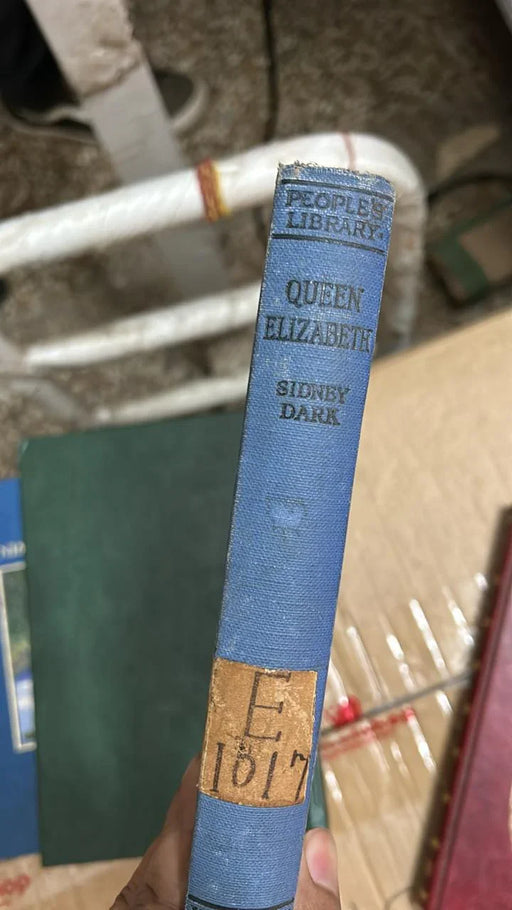 PEOPLE'S
LIBRARY.
QUEEN
ELIZABETH
SIDNEY
DARK
E
1017